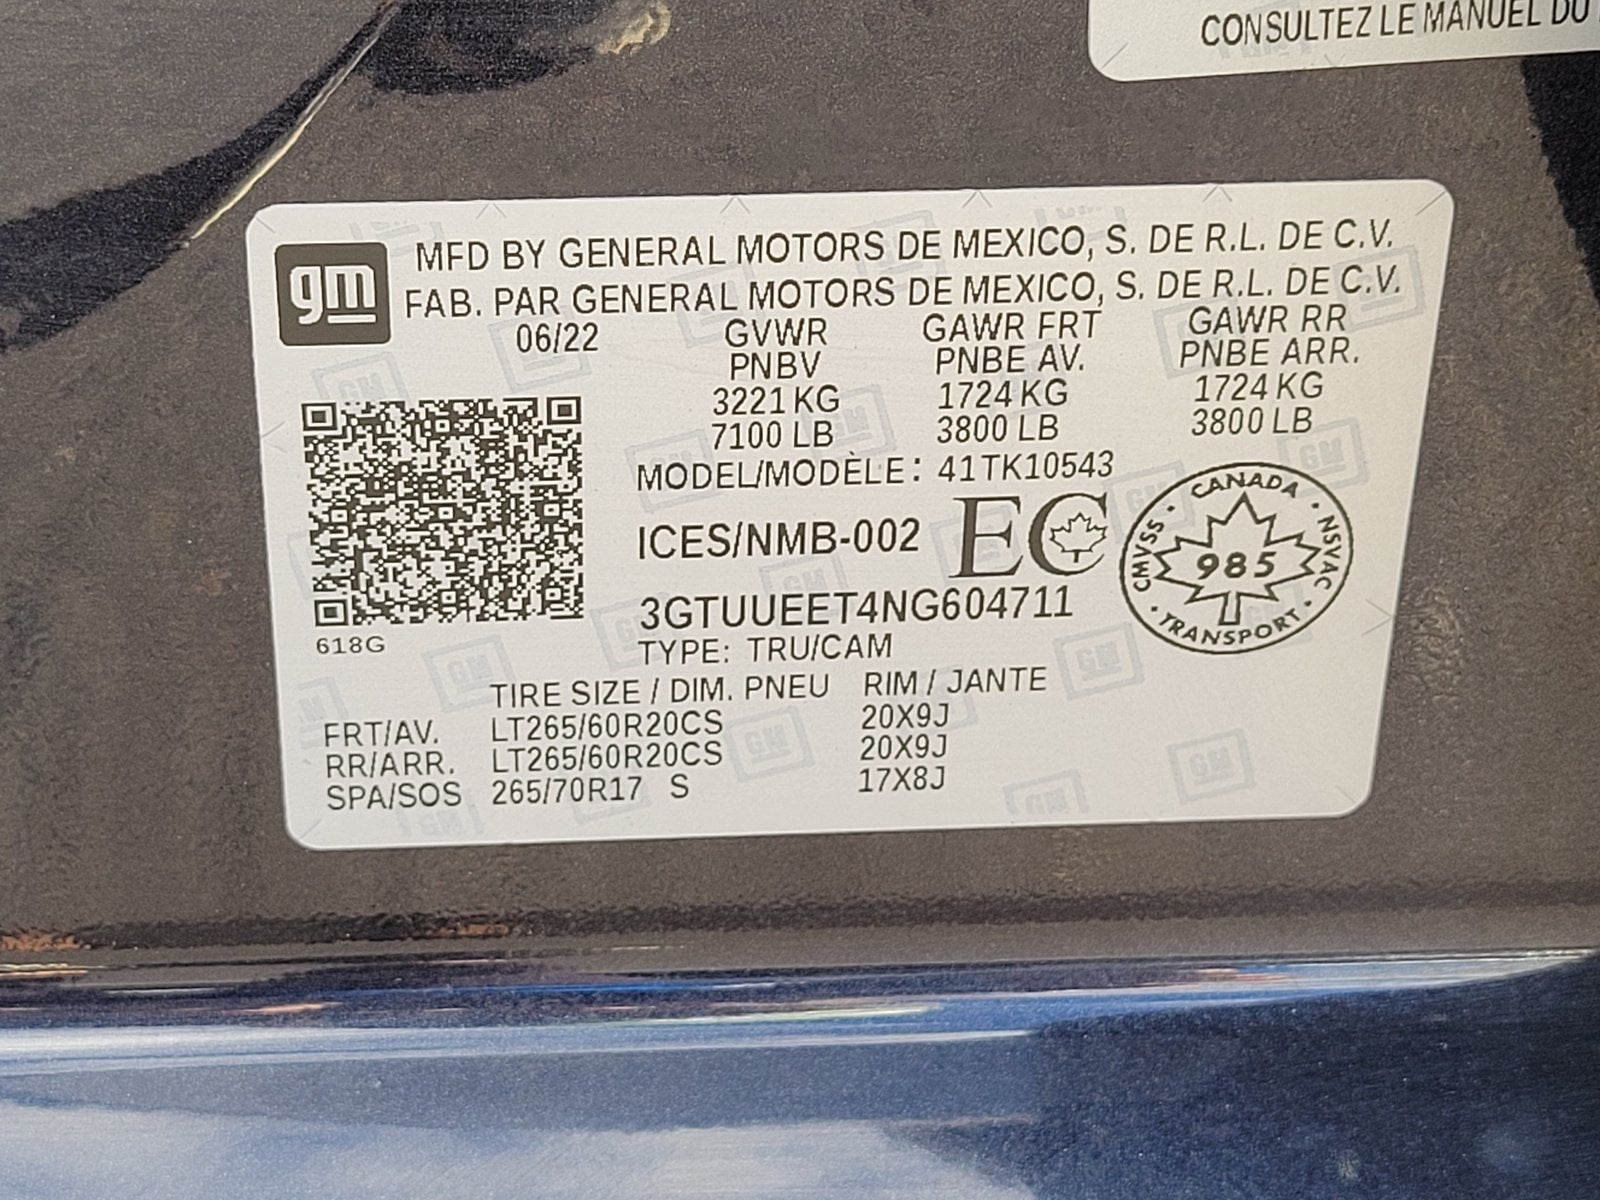 CONSULTEZ LE MANUEL DU
gm
MFD BY GENERAL MOTORS DE MEXICO, S. DE R.L. DE C.V.
FAB. PAR GENERAL MOTORS DE MEXICO, S. DE R.L. DE C.V.
06/22 GVWR GAWR FRT GAWR RR
PNBV PNBE AV. PNBE ARR.
3221 KG 1724 KG 1724 KG
7100 LB 3800 LB 3800 LB
MODEL/MODÈLE: 41TK10543
ICES/NMB-002 EC
CANADA
CMVSS · 985 · NSVAC
TRANSPORT
3GTUUEET4NG604711
618G
TYPE: TRU/CAM
TIRE SIZE / DIM. PNEU RIM / JANTE
FRT/AV. LT265/60R20CS 20X9J
RR/ARR. LT265/60R20CS 20X9J
SPA/SOS 265/70R17 S 17X8J